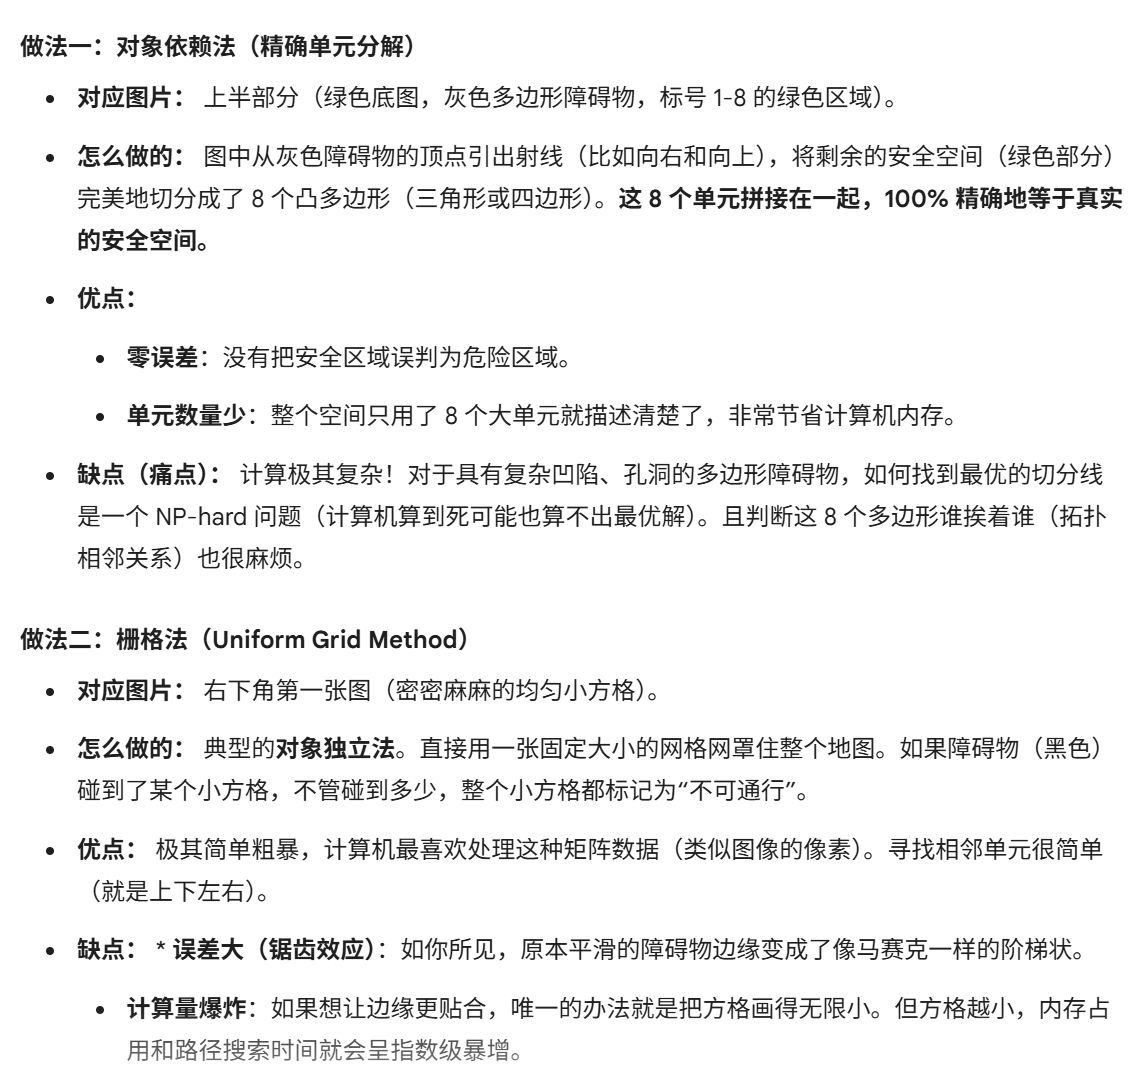 做法一：对象依赖法（精确单元分解）
• 对应图片： 上半部分（绿色底图，灰色多边形障碍物，标号 1-8 的绿色区域）。
• 怎么做的： 图中从灰色障碍物的顶点引出射线（比如向右和向上），将剩余的安全空间（绿色部分）
完美地切分成了 8 个凸多边形（三角形或四边形）。这 8 个单元拼接在一起，100% 精确地等于真实
的安全空间。
• 优点：
• 零误差：没有把安全区域误判为危险区域。
• 单元数量少：整个空间只用了 8 个大单元就描述清楚了，非常节省计算机内存。
• 缺点（痛点）： 计算极其复杂！对于具有复杂凹陷、孔洞的多边形障碍物，如何找到最优的切分线
是一个 NP-hard 问题（计算机算到死可能也算不出最优解）。且判断这 8 个多边形谁挨着谁（拓扑
相邻关系）也很麻烦。
做法二：栅格法（Uniform Grid Method）
• 对应图片： 右下角第一张图（密密麻麻的均匀小方格）。
• 怎么做的： 典型的对象独立法。直接用一张固定大小的网格网罩住整个地图。如果障碍物（黑色）
碰到了某个小方格，不管碰到多少，整个小方格都标记为“不可通行”。
• 优点： 极其简单粗暴，计算机最喜欢处理这种矩阵数据（类似图像的像素）。寻找相邻单元很简单
（就是上下左右）。
• 缺点： * 误差大（锯齿效应）：如你所见，原本平滑的障碍物边缘变成了像马赛克一样的阶梯状。
• 计算量爆炸：如果想让边缘更贴合，唯一的办法就是把方格画得无限小。但方格越小，内存占
用和路径搜索时间就会呈指数级暴增。